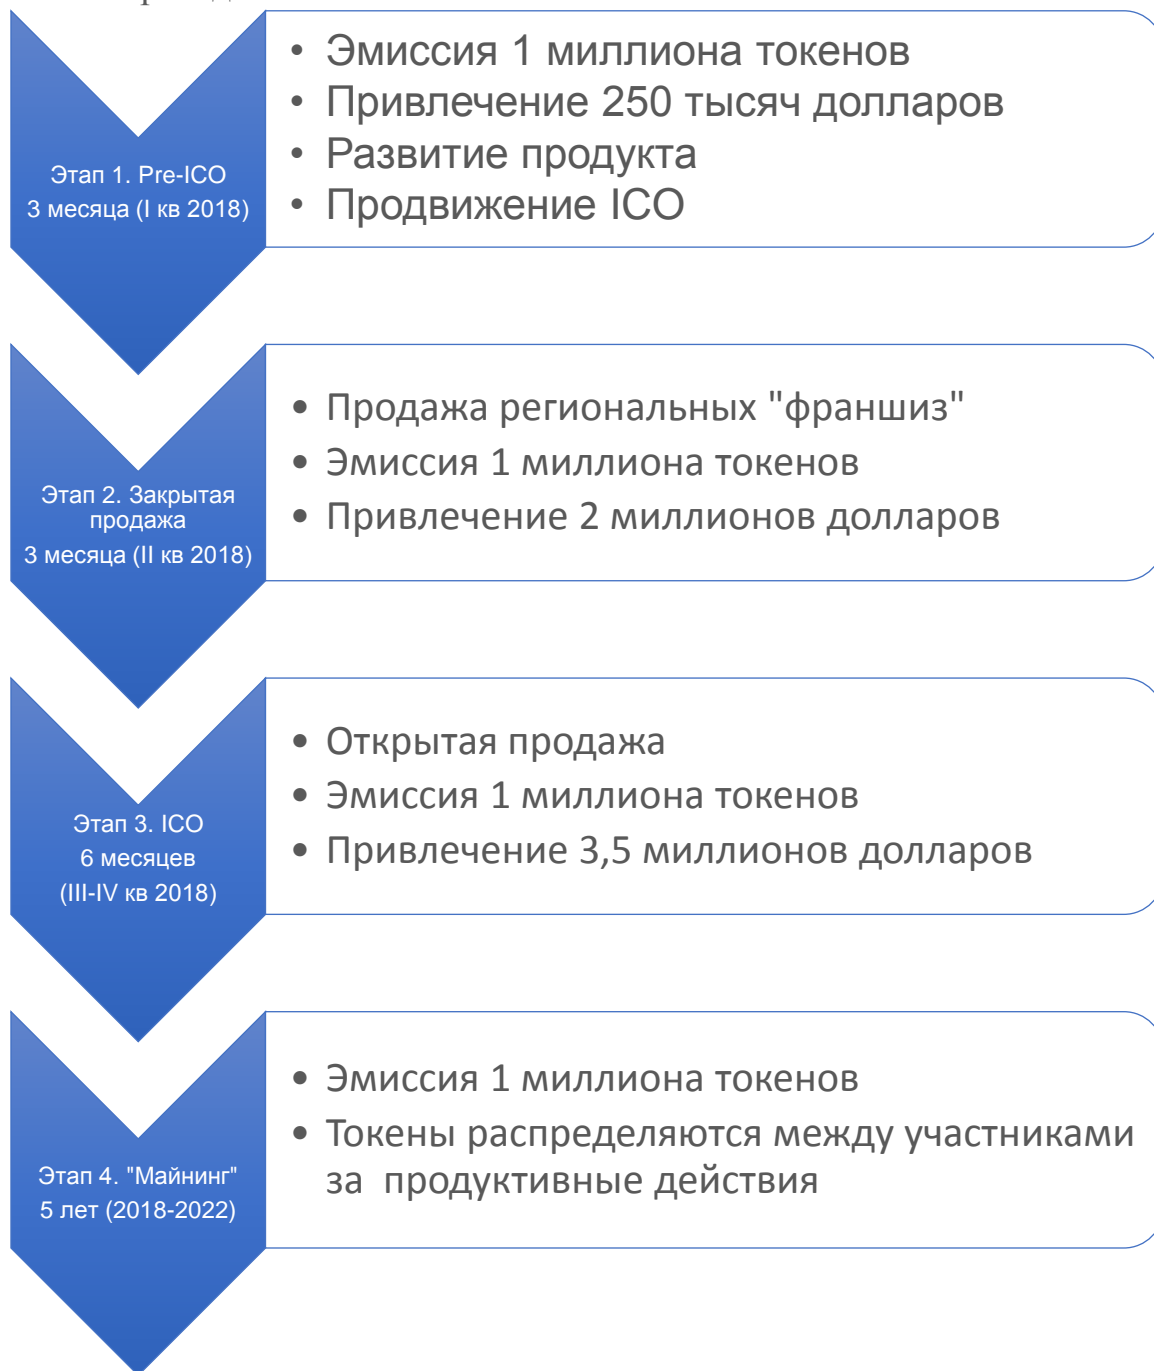 Этап 1. Pre-ICO
3 месяца (I кв 2018)
• Эмиссия 1 миллиона токенов
• Привлечение 250 тысяч долларов
• Развитие продукта
• Продвижение ICO
Этап 2. Закрытая
продажа
3 месяца (II кв 2018)
• Продажа региональных "франшиз"
• Эмиссия 1 миллиона токенов
• Привлечение 2 миллионов долларов
Этап 3. ICO
6 месяцев
(III-IV кв 2018)
• Открытая продажа
• Эмиссия 1 миллиона токенов
• Привлечение 3,5 миллионов долларов
Этап 4. "Майнинг"
5 лет (2018-2022)
• Эмиссия 1 миллиона токенов
• Токены распределяются между участниками
за  продуктивные действия